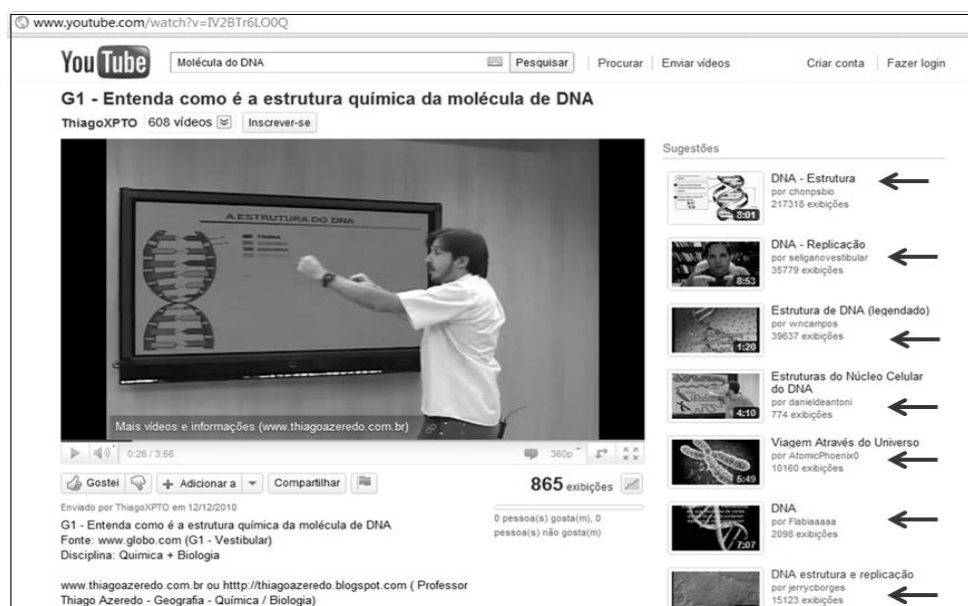 www.youtube.com/watch?v=IV2BTr6LO0Q
You Tube
Molécula do DNA
Pesquisar
Procurar
Enviar vídeos
Criar conta
Fazer login
G1 - Entenda como é a estrutura química da molécula de DNA
ThiagoXPTO 608 vídeos
Inscrever-se
A ESTRUTURA DO DNA
Mais vídeos e informações (www.thiagoazeredo.com.br)
0:26 / 3:56
360p
Gostei
Adicionar a
Compartilhar
865 exibições
Enviado por ThiagoXPTO em 12/12/2010
G1 - Entenda como é a estrutura química da molécula de DNA
Fonte: www.globo.com (G1 - Vestibular)
Disciplina: Quimica + Biologia
www.thiagoazeredo.com.br ou htttp://thiagoazeredo.blogspot.com ( Professor
Thiago Azeredo - Geografia - Química / Biologia)
0 pessoa(s) gosta(m), 0
pessoa(s) não gosta(m)
Sugestões
DNA - Estrutura
por chonpsbio
217318 exibições
8:01
DNA - Replicação
por seliganovestibular
35779 exibições
8:53
Estrutura de DNA (legendado)
por wncampos
39637 exibições
1:20
Estruturas do Núcleo Celular
do DNA
por danieldeantoni
774 exibições
14:10
Viagem Através do Universo
por AtomicPhoenix0
10160 exibições
5:49
DNA
por Flabiaaaaa
2098 exibições
7:07
DNA estrutura e replicação
por jerrycborges
15123 exibições